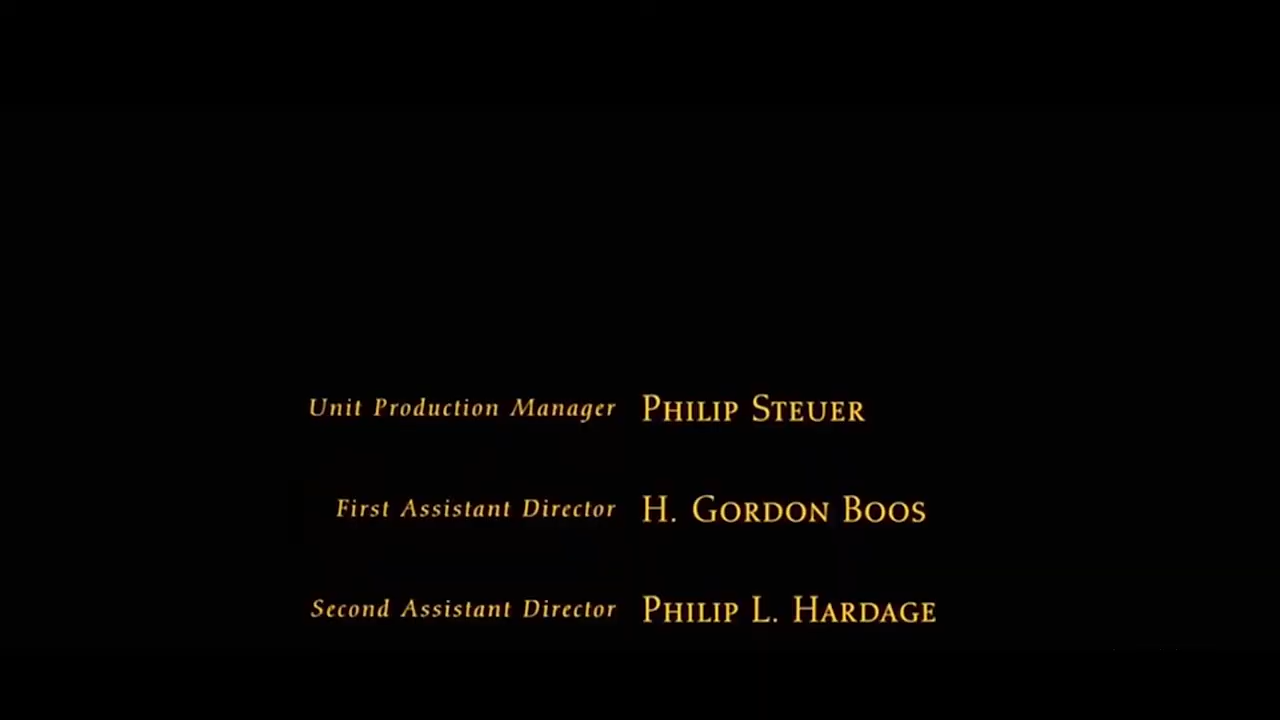 Unit Production Manager PHILIP STEUER
First Assistant Director H. GORDON BOOS
Second Assistant Director PHILIP L. HARDAGE